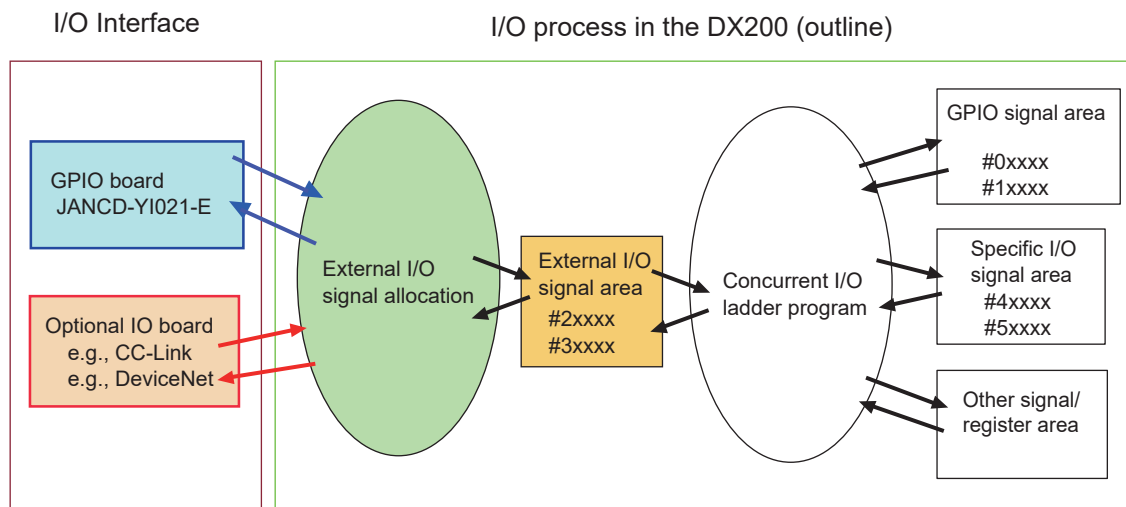 I/O Interface
I/O process in the DX200 (outline)
GPIO board
JANCD-YI021-E
Optional IO board
e.g., CC-Link
e.g., DeviceNet
External I/O
signal allocation
External I/O
signal area
#2xxxx
#3xxxx
Concurrent I/O
ladder program
GPIO signal area
#0xxxx
#1xxxx
Specific I/O
signal area
#4xxxx
#5xxxx
Other signal/
register area